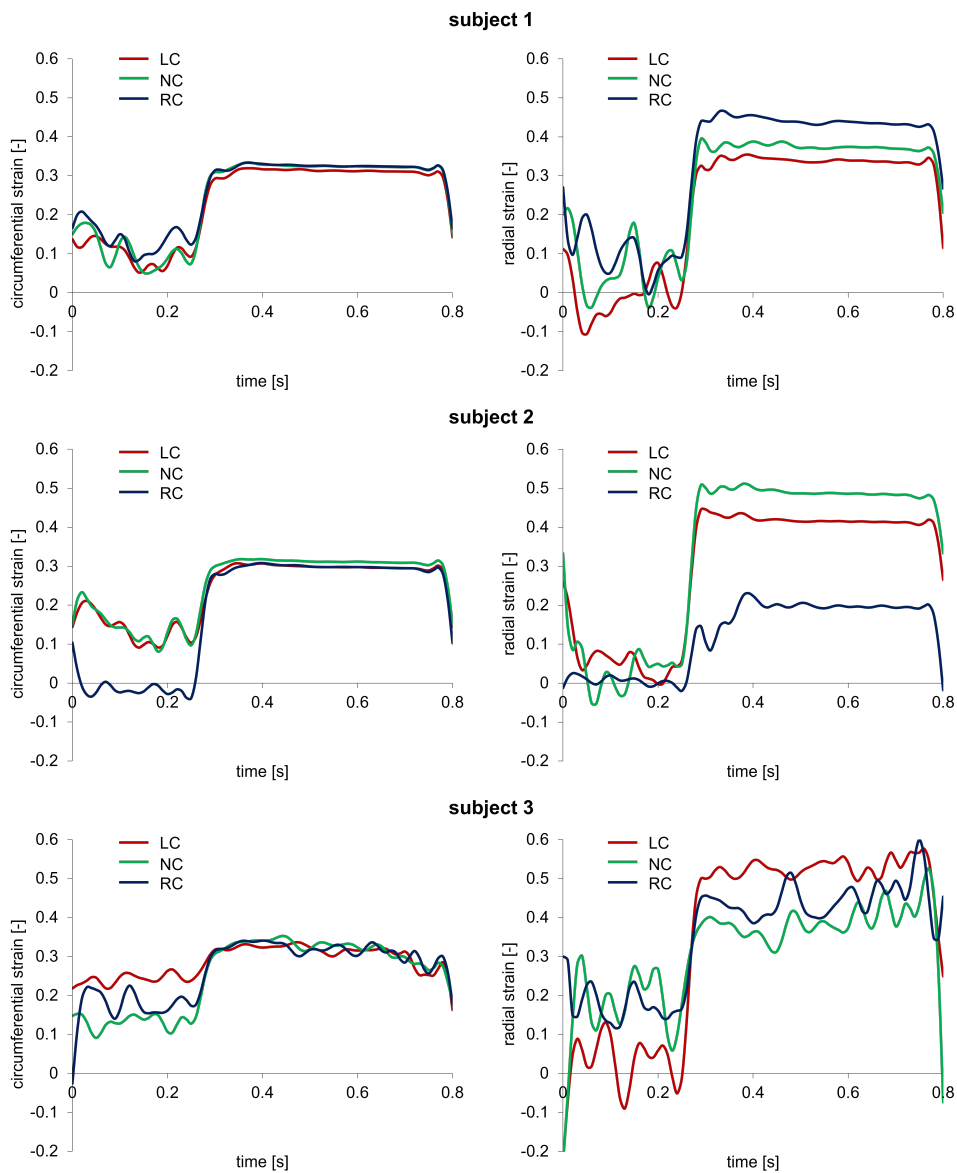 subject 1
circumferential strain [-]
0.6
0.5
0.4
0.3
0.2
0.1
0
-0.1
-0.2
LC
NC
RC
0
0.2
0.4
0.6
0.8
time [s]
radial strain [-]
0.6
0.5
0.4
0.3
0.2
0.1
0
-0.1
-0.2
LC
NC
RC
0
0.2
0.4
0.6
0.8
time [s]
subject 2
circumferential strain [-]
0.6
0.5
0.4
0.3
0.2
0.1
0
-0.1
-0.2
LC
NC
RC
0
0.2
0.4
0.6
0.8
time [s]
radial strain [-]
0.6
0.5
0.4
0.3
0.2
0.1
0
-0.1
-0.2
LC
NC
RC
0
0.2
0.4
0.6
0.8
time [s]
subject 3
circumferential strain [-]
0.6
0.5
0.4
0.3
0.2
0.1
0
-0.1
-0.2
LC
NC
RC
0
0.2
0.4
0.6
0.8
time [s]
radial strain [-]
0.6
0.5
0.4
0.3
0.2
0.1
0
-0.1
-0.2
LC
NC
RC
0
0.2
0.4
0.6
0.8
time [s]